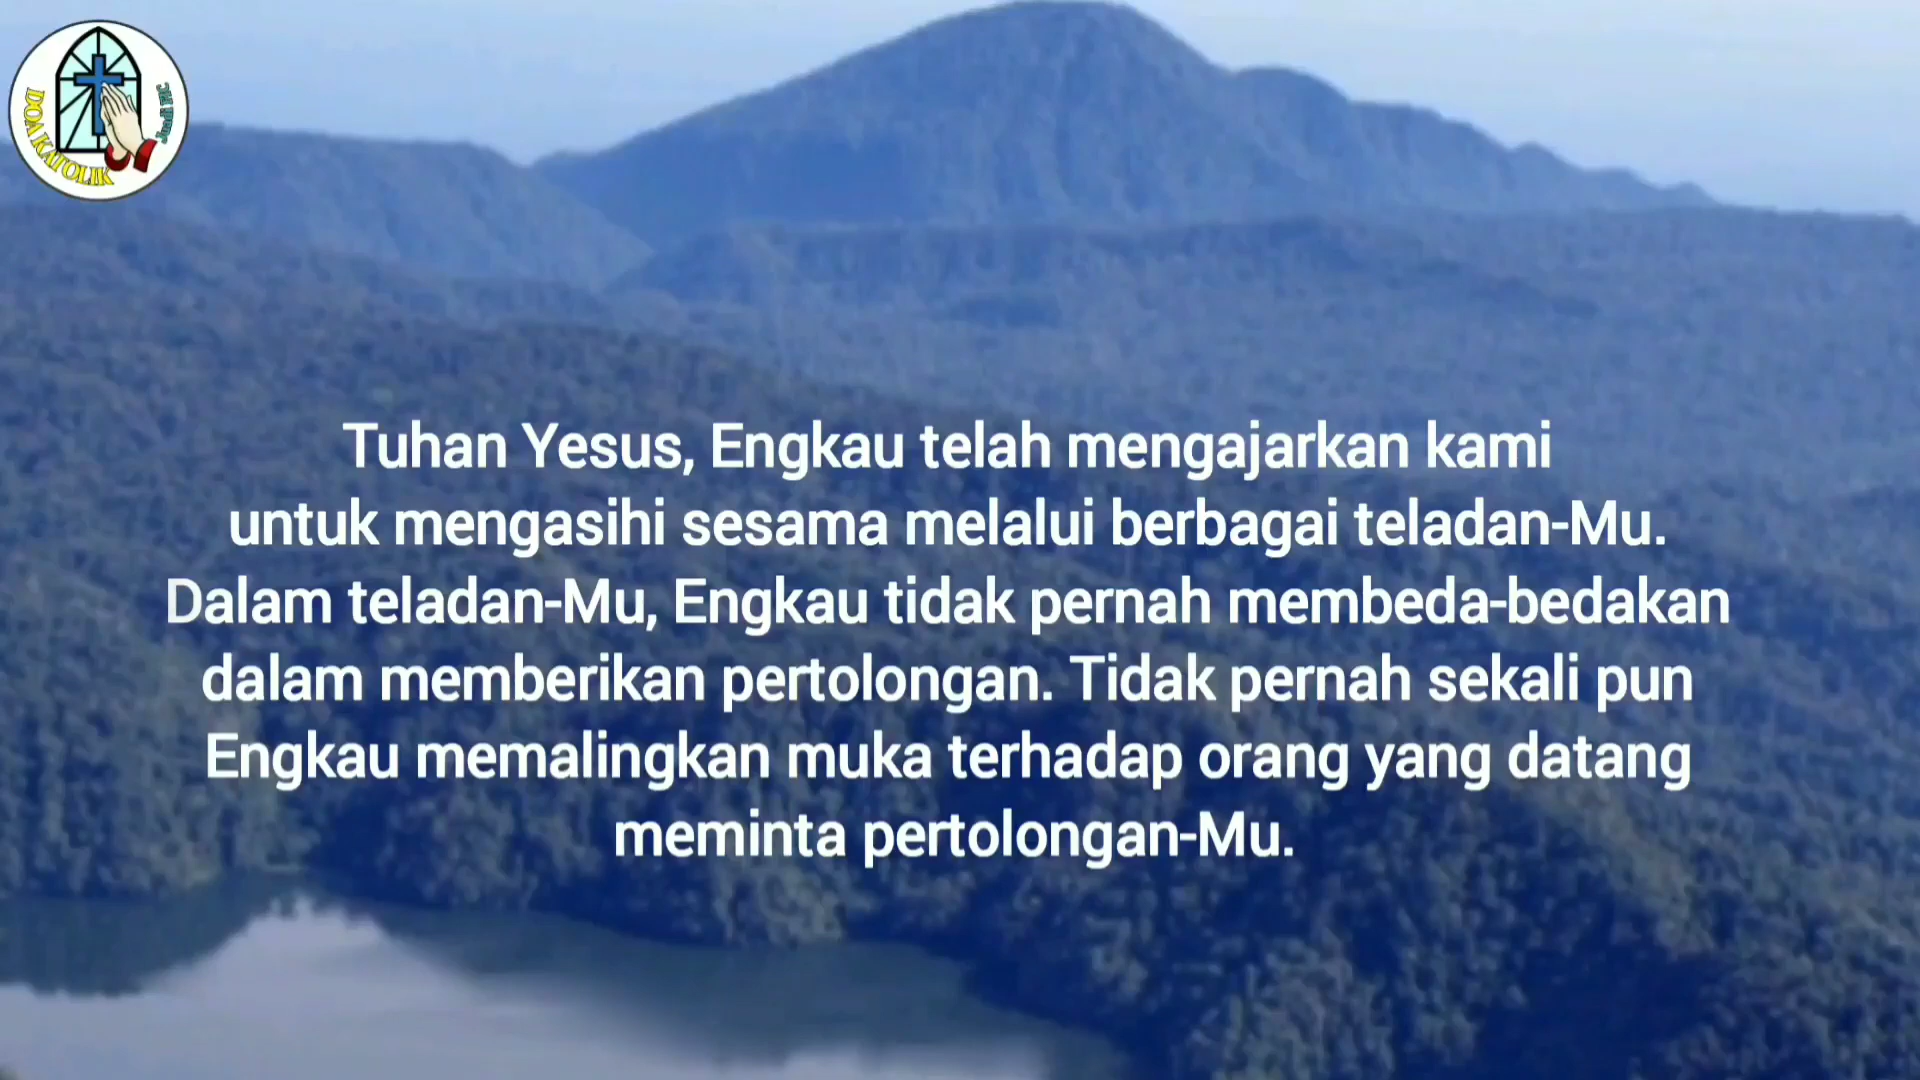 DOA KATOLIK
Tuhan Yesus, Engkau telah mengajarkan kami
untuk mengasihi sesama melalui berbagai teladan-Mu.
Dalam teladan-Mu, Engkau tidak pernah membeda-bedakan
dalam memberikan pertolongan. Tidak pernah sekali pun
Engkau memalingkan muka terhadap orang yang datang
meminta pertolongan-Mu.